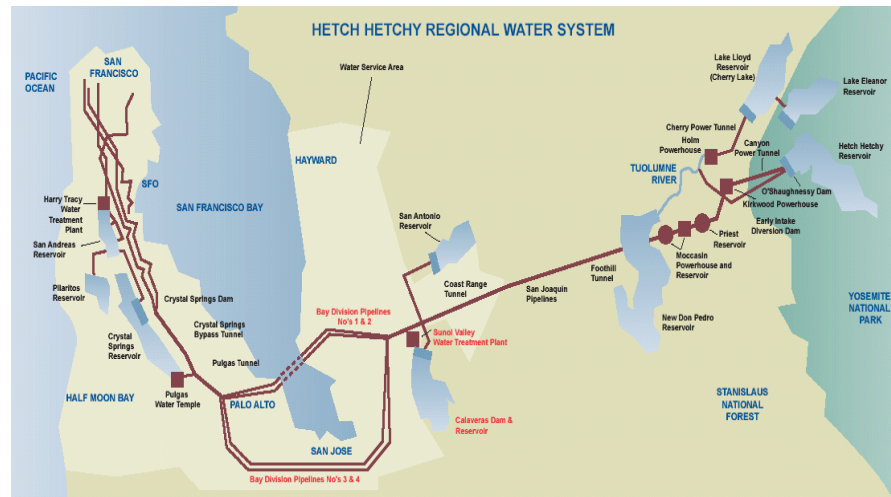 HETCH HETCHY REGIONAL WATER SYSTEM
PACIFIC
OCEAN
SAN
FRANCISCO
Water Service Area
Lake Lloyd
Reservoir
(Cherry Lake)
Lake Eleanor
Reservoir
Cherry Power Tunnel
Holm
Powerhouse
Canyon
Power Tunnel
Hetch Hetchy
Reservoir
HAYWARD
TUOLUMNE
RIVER
O'Shaughnessy Dam
Kirkwood Powerhouse
SFO
Harry Tracy
Water
Treatment
Plant
SAN FRANCISCO BAY
San Antonio
Reservoir
Early Intake
Diversion Dam
Priest
Reservoir
San Andreas
Reservoir
Moccasin
Powerhouse and
Reservoir
Foothill
Tunnel
Pilaritos
Reservoir
Coast Range
Tunnel
San Joaquin
Pipelines
YOSEMITE
NATIONAL
PARK
Crystal Springs Dam
Bay Division Pipelines
No's 1 & 2
New Don Pedro
Reservoir
Crystal Springs
Bypass Tunnel
Crystal
Springs
Reservoir
Sunol Valley
Water Treatment Plant
Pulgas Tunnel
HALF MOON BAY
Pulgas
Water Temple
PALO ALTO
STANISLAUS
NATIONAL
FOREST
Calaveras Dam &
Reservoir
SAN JOSE
Bay Division Pipelines No's 3 & 4